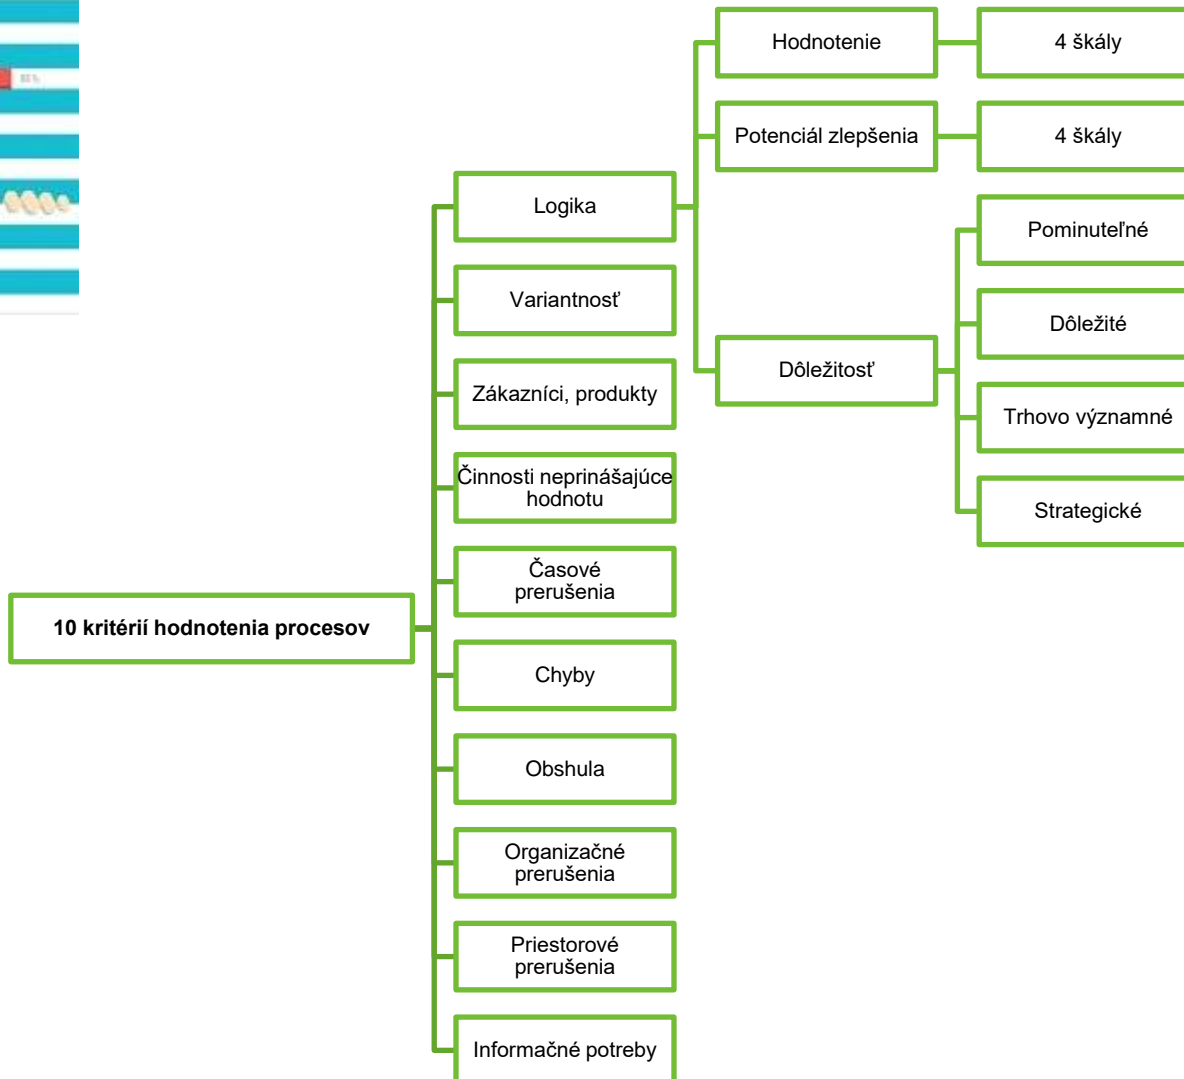 10 kritérií hodnotenia procesov
Logika
Variantnosť
Zákazníci, produkty
Činnosti neprinášajúce
hodnotu
Časové
prerušenia
Chyby
Obshula
Organizačné
prerušenia
Priestorové
prerušenia
Informačné potreby
Hodnotenie
4 škály
Potenciál zlepšenia
4 škály
Dôležitosť
Pominuteľné
Dôležité
Trhovo významné
Strategické